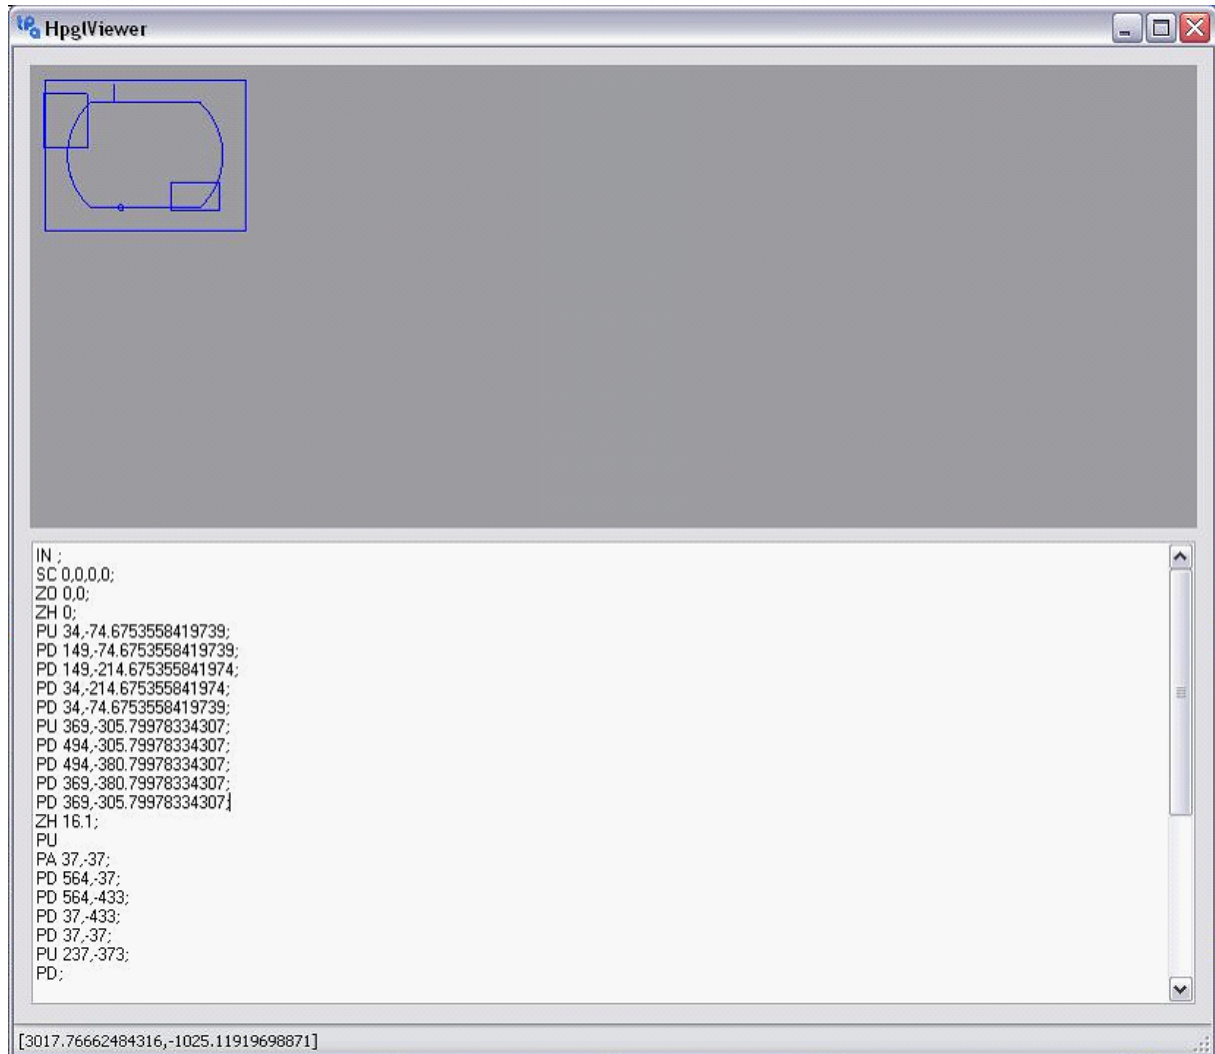 HpglViewer
IN ;
SC 0,0,0,0;
ZO 0,0;
ZH 0;
PU 34,-74.6753558419739;
PD 149,-74.6753558419739;
PD 149,-214.675355841974;
PD 34,-214.675355841974;
PD 34,-74.6753558419739;
PU 369,-305.79978334307;
PD 494,-305.79978334307;
PD 494,-380.79978334307;
PD 369,-380.79978334307;
PD 369,-305.79978334307;
ZH 16.1;
PU
PA 37,-37;
PD 564,-37;
PD 564,-433;
PD 37,-433;
PD 37,-37;
PU 237,-373;
PD;
[3017.76662484316,-1025.11919698871]